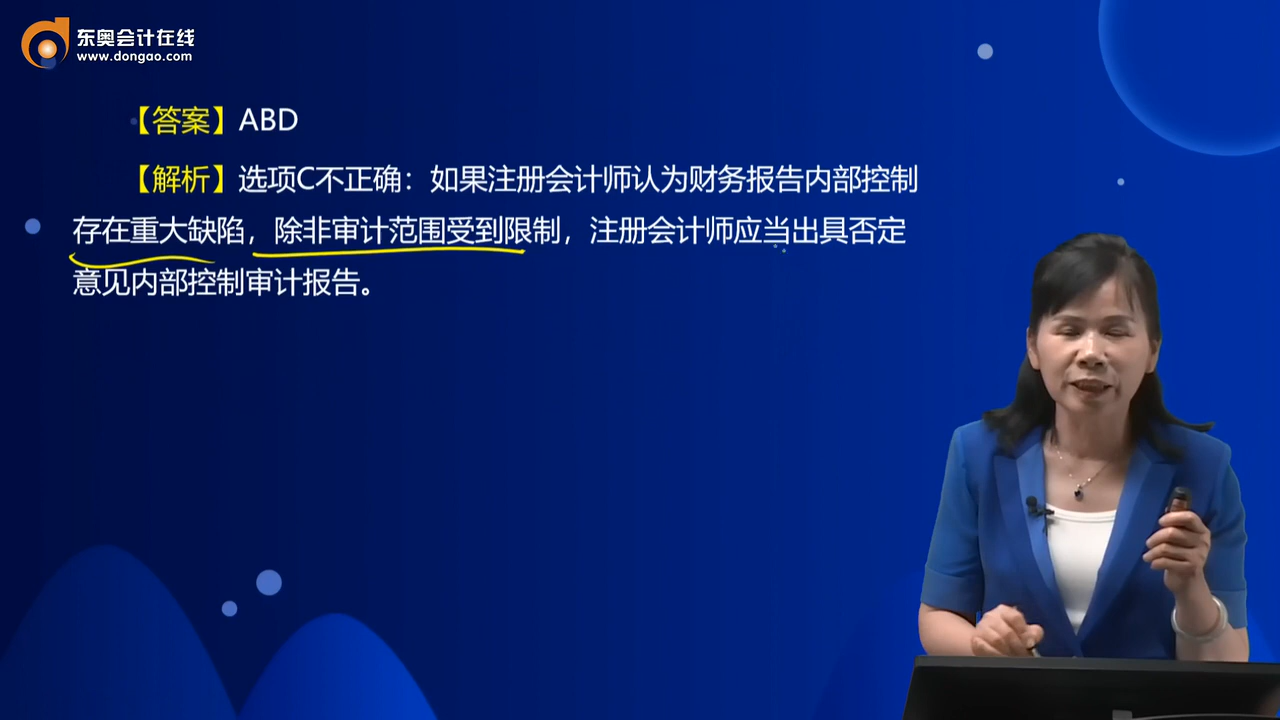 东奥会计在线
www.dongao.com
【答案】ABD
【解析】选项C不正确：如果注册会计师认为财务报告内部控制
存在重大缺陷，除非审计范围受到限制，注册会计师应当出具否定
意见内部控制审计报告。